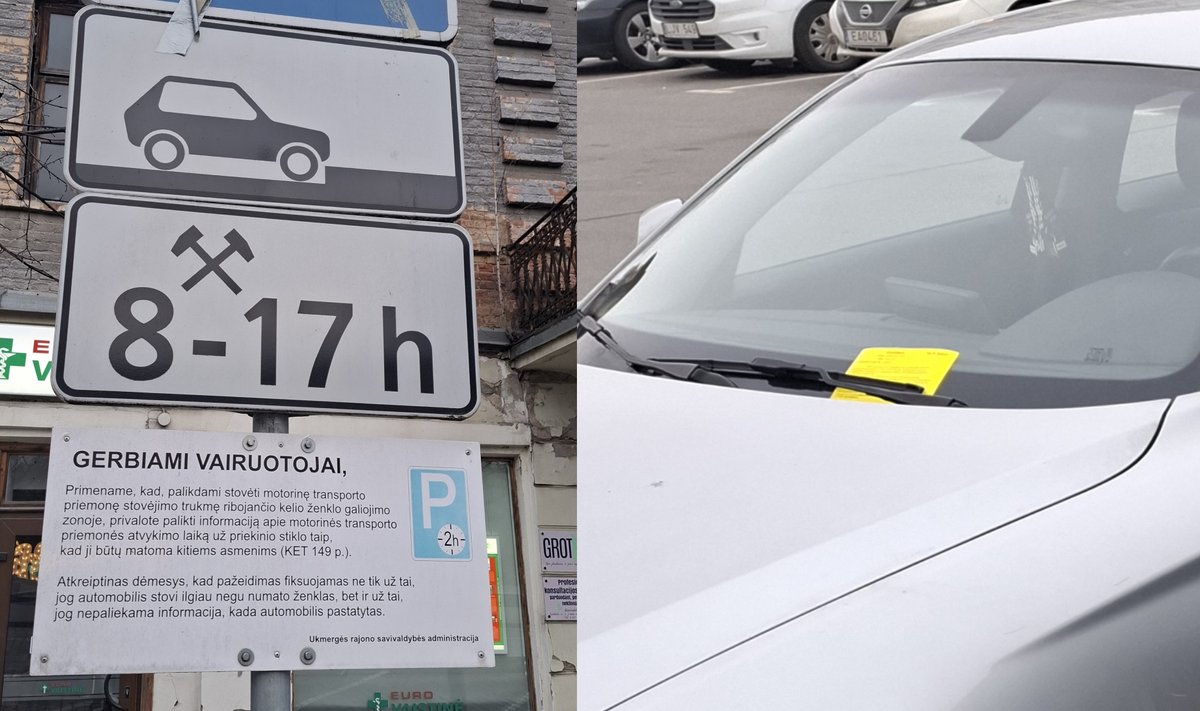 8-17 h
GERBIAMI VAIRUOTOJAI,
Primename, kad, palikdami stovėti motorinę transporto
priemonę stovėjimo trukmę ribojančio kelio ženklo galiojimo
zonoje, privalote palikti informaciją apie motorinės transporto
priemonės atvykimo laiką už priekinio stiklo taip,
kad ji būtų matoma kitiems asmenims (KET 149 p.).
P
2h
Atkreiptinas dėmesys, kad pažeidimas fiksuojamas ne tik už tai,
jog automobilis stovi ilgiau negu numato ženklas, bet ir už tai,
jog nepaliekama informacija, kada automobilis pastatytas.
Ukmergės rajono savivaldybės administracija
GROT
EURO
VAISTINĖ
EA0461